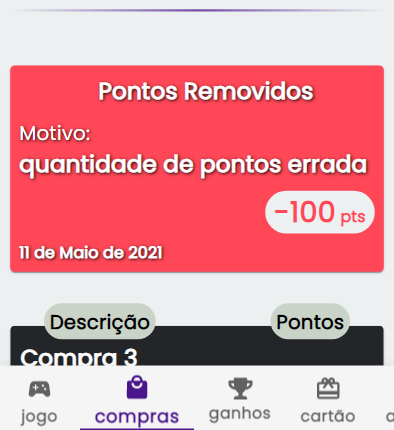 Pontos Removidos
Motivo:
quantidade de pontos errada
-100 pts
11 de Maio de 2021
Descrição Pontos
Compra 3
jogo compras ganhos cartão